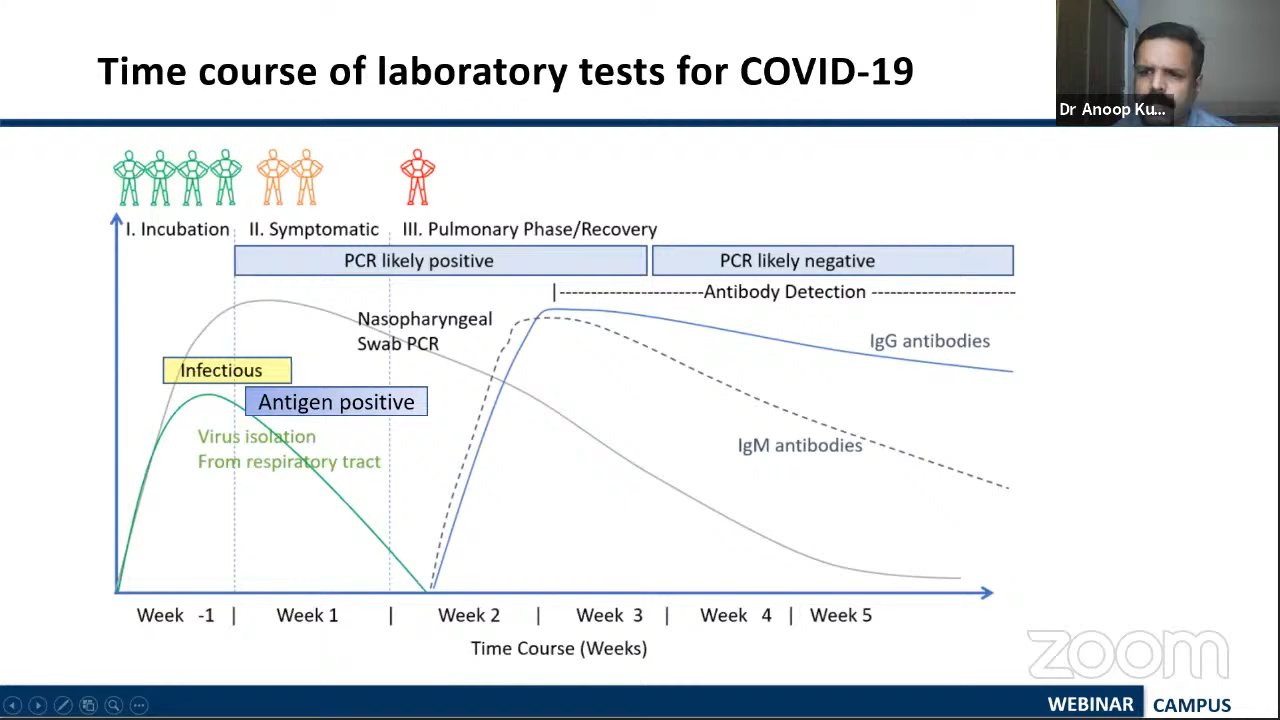 Time course of laboratory tests for COVID-19
Dr Anoop Ku...
I. Incubation
II. Symptomatic
III. Pulmonary Phase/Recovery
PCR likely positive
PCR likely negative
Antibody Detection
Nasopharyngeal
Swab PCR
IgG antibodies
Infectious
Antigen positive
Virus isolation
From respiratory tract
IgM antibodies
Week -1 | Week 1 | Week 2 | Week 3 | Week 4 | Week 5
Time Course (Weeks)
zoom
WEBINAR CAMPUS